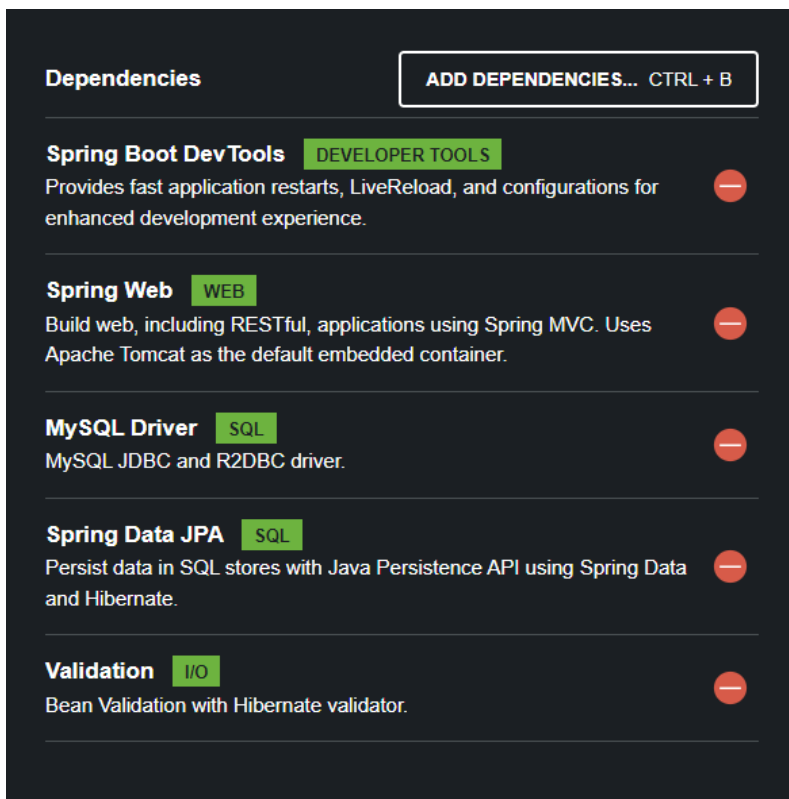 Dependencies
ADD DEPENDENCIES... CTRL + B
Spring Boot DevTools DEVELOPER TOOLS
Provides fast application restarts, LiveReload, and configurations for
enhanced development experience.
Spring Web WEB
Build web, including RESTful, applications using Spring MVC. Uses
Apache Tomcat as the default embedded container.
MySQL Driver SQL
MySQL JDBC and R2DBC driver.
Spring Data JPA SQL
Persist data in SQL stores with Java Persistence API using Spring Data
and Hibernate.
Validation I/O
Bean Validation with Hibernate validator.